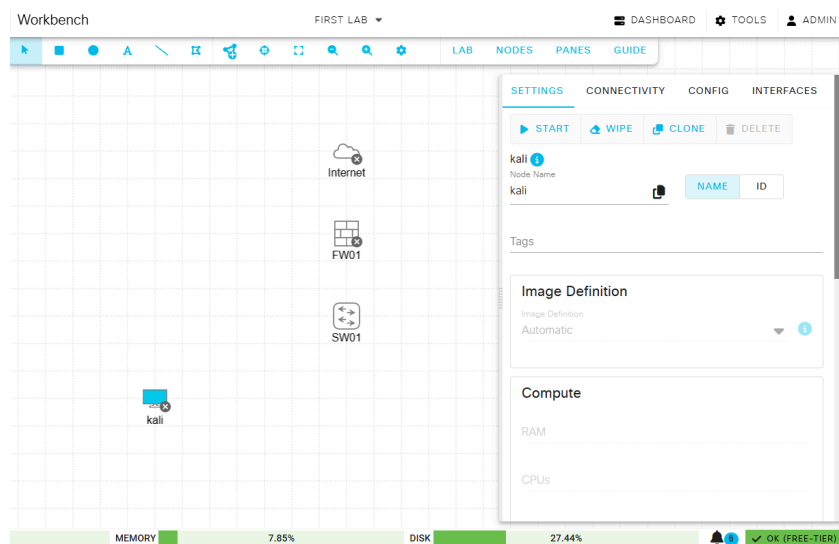 Workbench
FIRST LAB
DASHBOARD
TOOLS
ADMIN
A
LAB
NODES
PANES
GUIDE
SETTINGS
CONNECTIVITY
CONFIG
INTERFACES
START
WIPE
CLONE
DELETE
kali
Node Name
kali
NAME
ID
Tags
Image Definition
Image Definition
Automatic
Compute
RAM
CPUs
Internet
FW01
SW01
kali
MEMORY
7.85%
DISK
27.44%
6
OK (FREE-TIER)